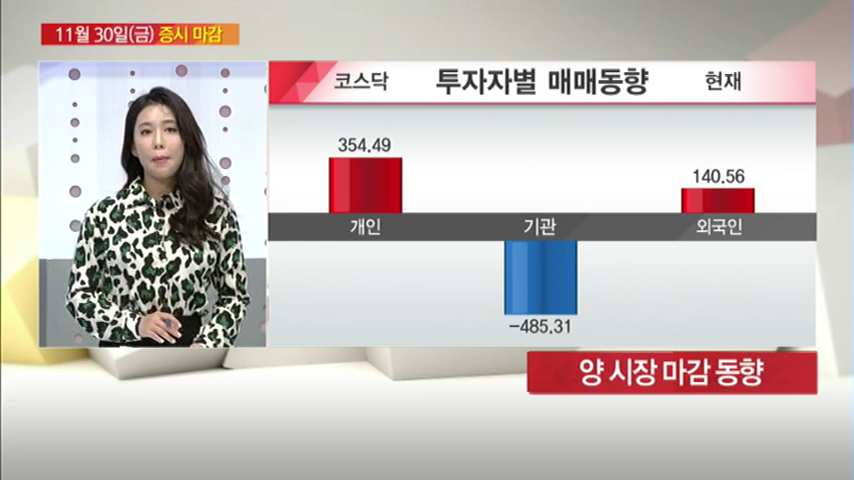 11월 30일(금) 증시 마감
코스닥 투자자별 매매동향 현재
354.49
140.56
개인 기관 외국인
-485.31
양 시장 마감 동향